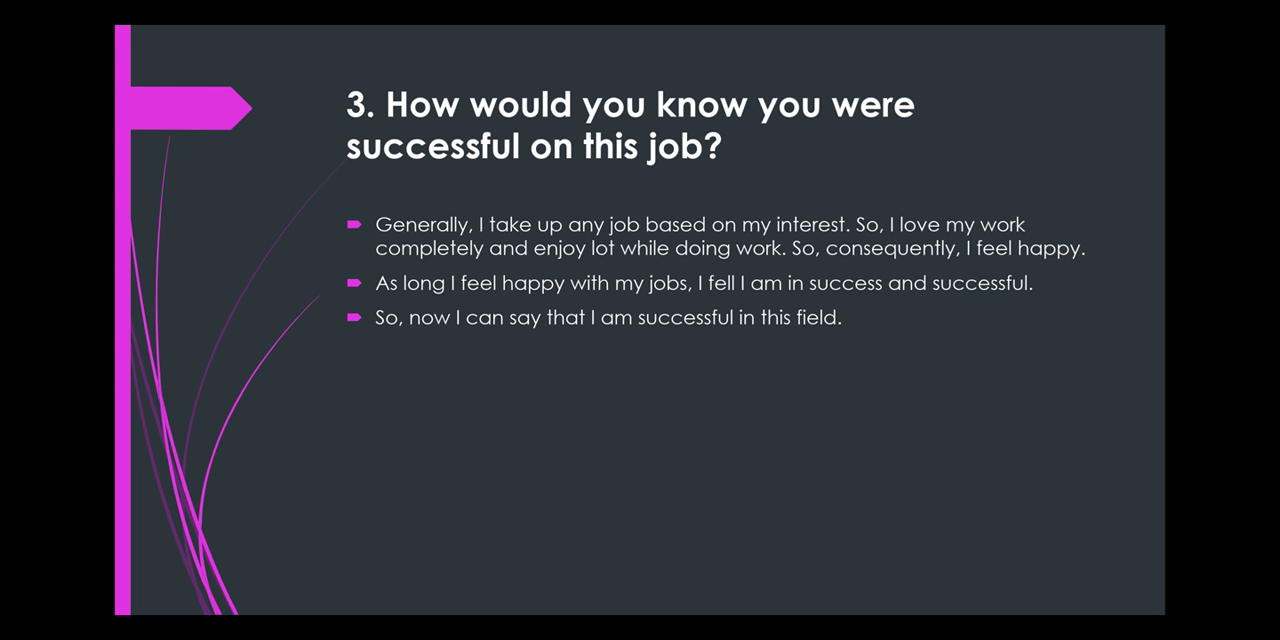 3. How would you know you were
successful on this job?
Generally, I take up any job based on my interest. So, I love my work
completely and enjoy lot while doing work. So, consequently, I feel happy.
As long I feel happy with my jobs, I fell I am in success and successful.
So, now I can say that I am successful in this field.